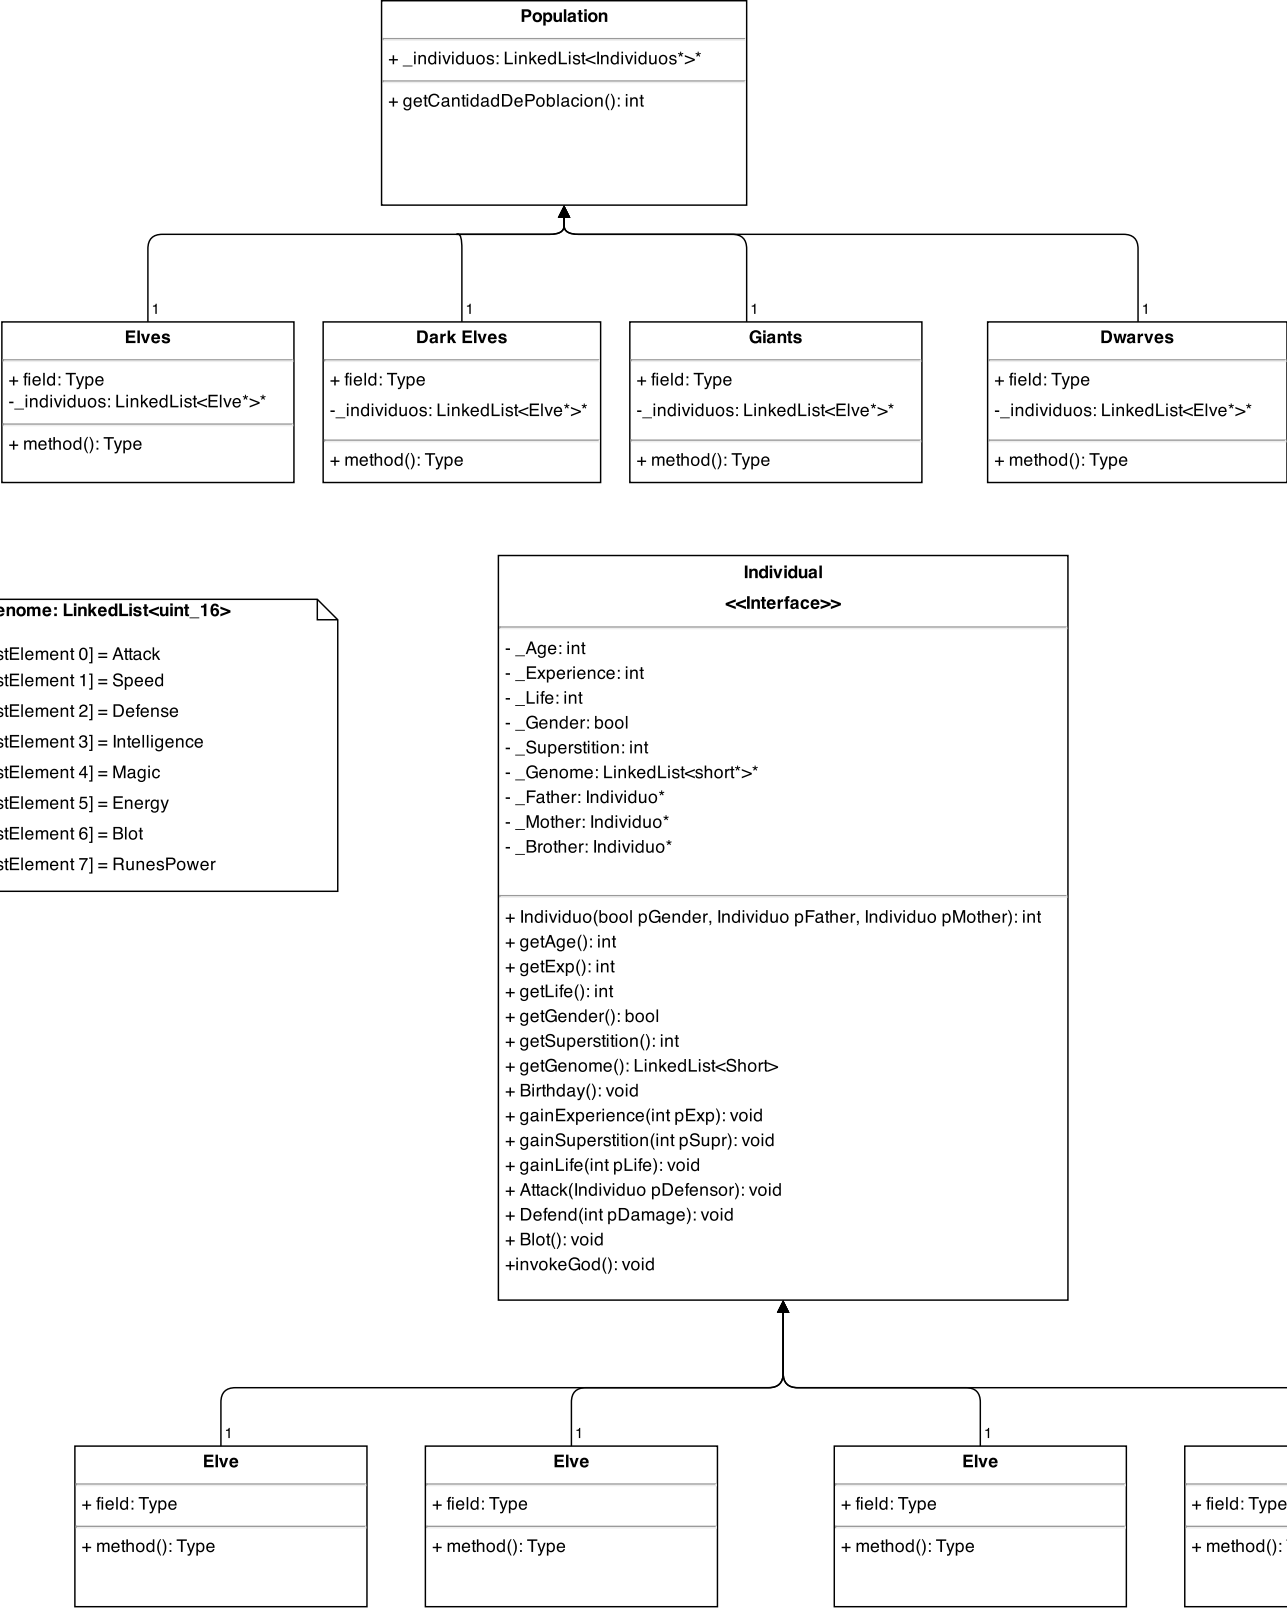 Population
+ _individuos: LinkedList<Individuos*>*
+ getCantidadDePoblacion(): int
1
1
1
1
Elves
+ field: Type
-_individuos: LinkedList<Elve*>*
+ method(): Type
Dark Elves
+ field: Type
-_individuos: LinkedList<Elve*>*
+ method(): Type
Giants
+ field: Type
-_individuos: LinkedList<Elve*>*
+ method(): Type
Dwarves
+ field: Type
-_individuos: LinkedList<Elve*>*
+ method(): Type
enome: LinkedList<uint_16>
stElement 0] = Attack
stElement 1] = Speed
stElement 2] = Defense
stElement 3] = Intelligence
stElement 4] = Magic
stElement 5] = Energy
stElement 6] = Blot
stElement 7] = RunesPower
Individual
<<Interface>>
- _Age: int
- _Experience: int
- _Life: int
- _Gender: bool
- _Superstition: int
- _Genome: LinkedList<short*>*
- _Father: Individuo*
- _Mother: Individuo*
- _Brother: Individuo*
+ Individuo(bool pGender, Individuo pFather, Individuo pMother): int
+ getAge(): int
+ getExp(): int
+ getLife(): int
+ getGender(): bool
+ getSuperstition(): int
+ getGenome(): LinkedList<Short>
+ Birthday(): void
+ gainExperience(int pExp): void
+ gainSuperstition(int pSupr): void
+ gainLife(int pLife): void
+ Attack(Individuo pDefensor): void
+ Defend(int pDamage): void
+ Blot(): void
+invokeGod(): void
1
1
1
Elve
+ field: Type
+ method(): Type
Elve
+ field: Type
+ method(): Type
Elve
+ field: Type
+ method(): Type
+ field: Type
+ method():